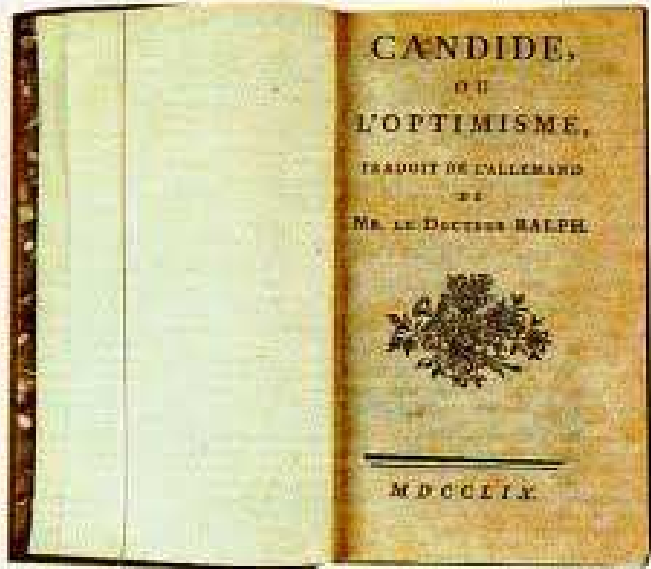 CANDIDE,
OU
L'OPTIMISME,
TRADUIT DE L'ALLEMAND
DE
MR. LE DOCTEUR RALPH.
MDCCLIX.